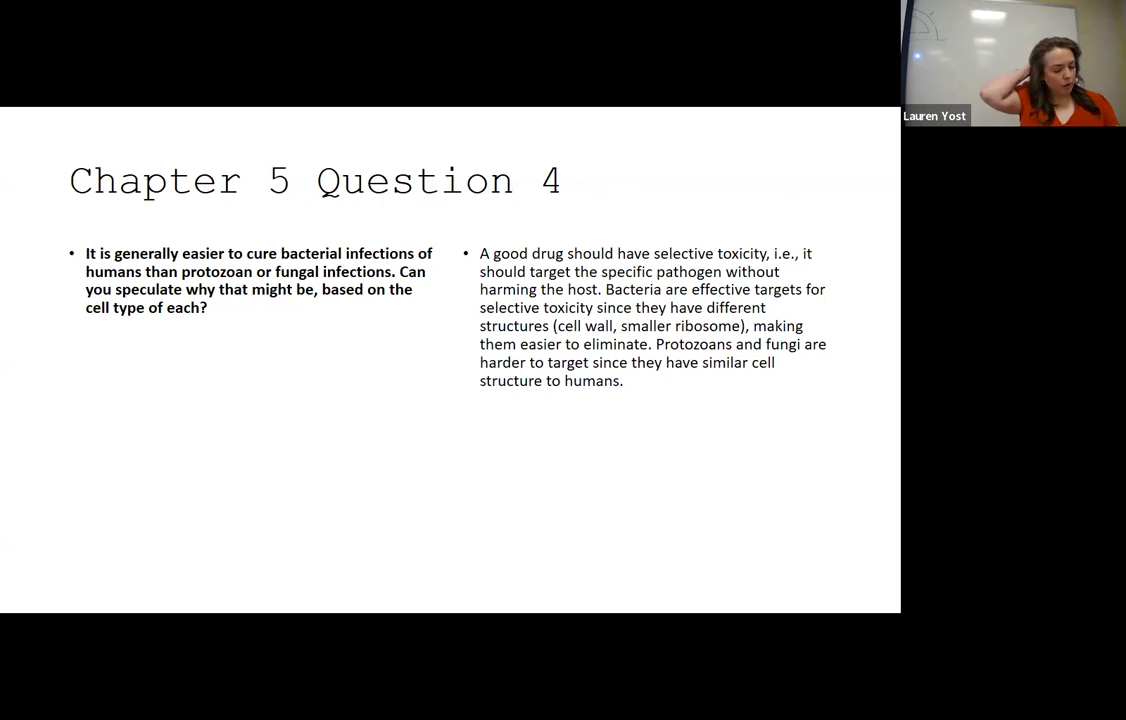 Lauren Yost
Chapter 5 Question 4
• It is generally easier to cure bacterial infections of
humans than protozoan or fungal infections. Can
you speculate why that might be, based on the
cell type of each?
• A good drug should have selective toxicity, i.e., it
should target the specific pathogen without
harming the host. Bacteria are effective targets for
selective toxicity since they have different
structures (cell wall, smaller ribosome), making
them easier to eliminate. Protozoans and fungi are
harder to target since they have similar cell
structure to humans.